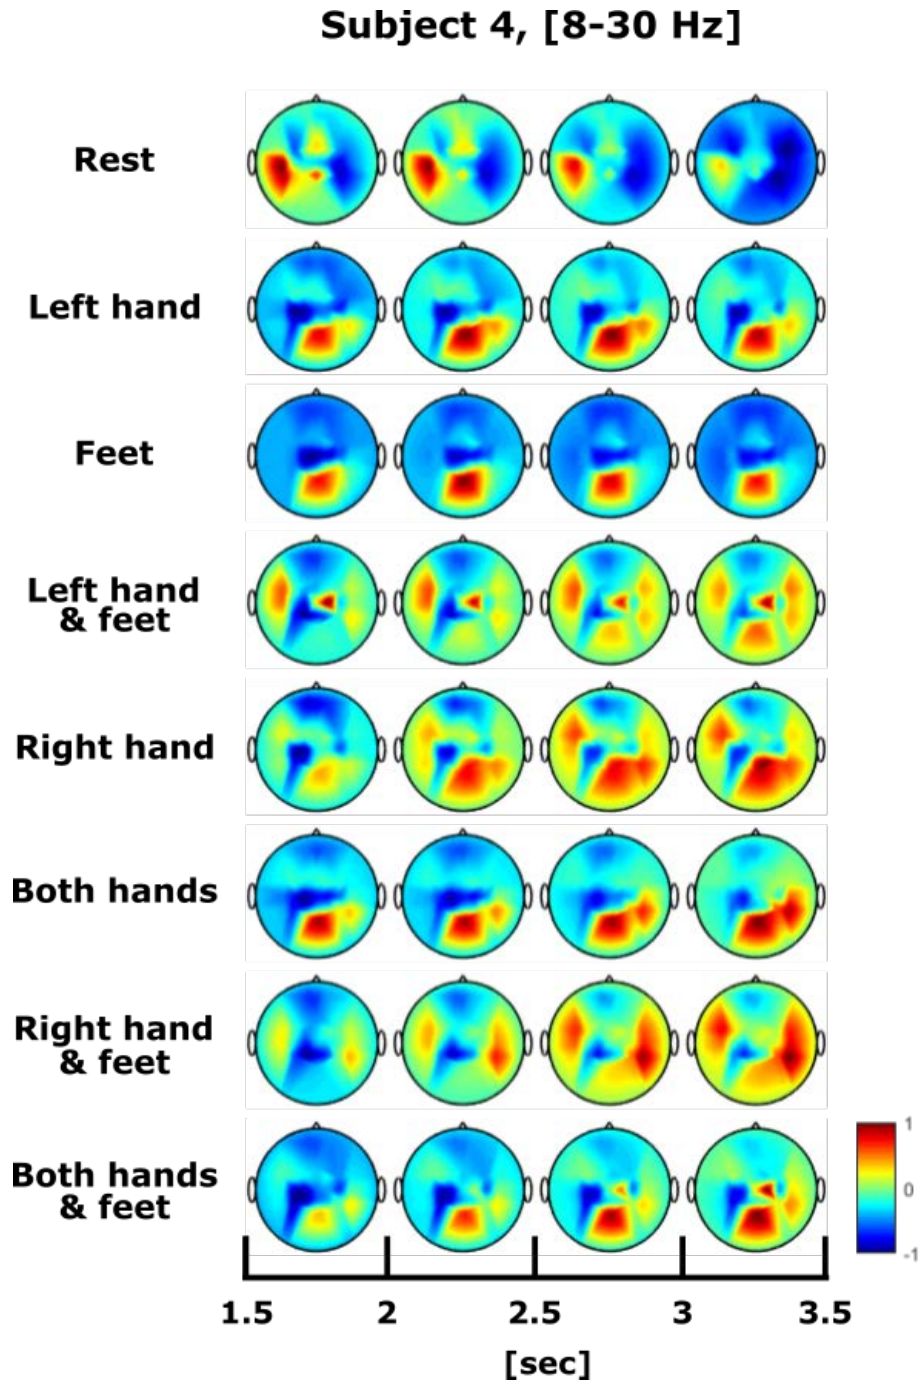 Subject 4, [8-30 Hz]
Rest
Left hand
Feet
Left hand
& feet
Right hand
Both hands
Right hand
& feet
Both hands
& feet
1
0
-1
1.5 2 2.5 3 3.5
[sec]